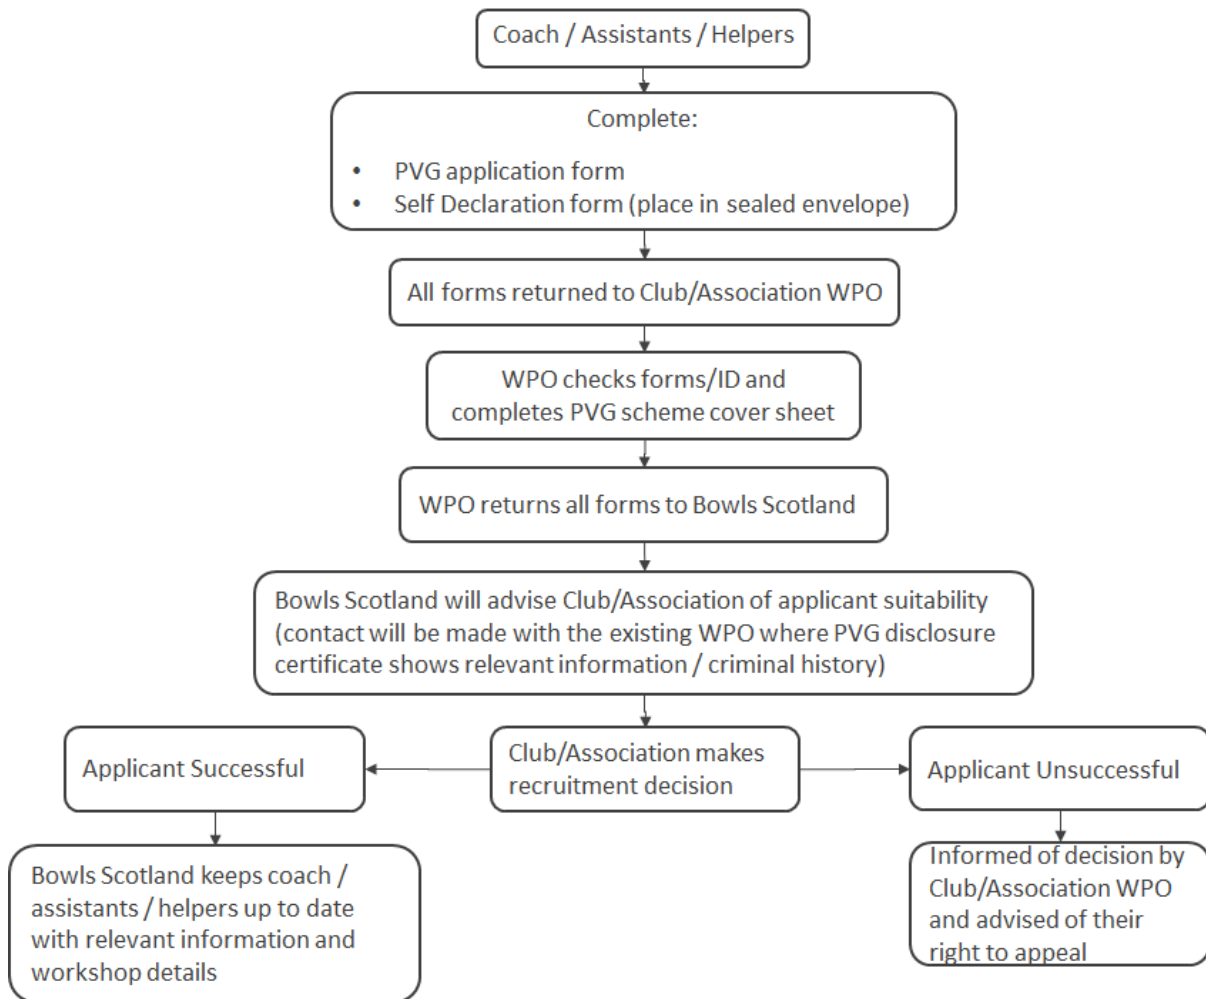 Coach / Assistants / Helpers
Complete:
• PVG application form
• Self Declaration form (place in sealed envelope)
All forms returned to Club/Association WPO
WPO checks forms/ID and
completes PVG scheme cover sheet
WPO returns all forms to Bowls Scotland
Bowls Scotland will advise Club/Association of applicant suitability
(contact will be made with the existing WPO where PVG disclosure
certificate shows relevant information / criminal history)
Club/Association makes
recruitment decision
Applicant Successful
Bowls Scotland keeps coach /
assistants / helpers up to date
with relevant information and
workshop details
Applicant Unsuccessful
Informed of decision by
Club/Association WPO
and advised of their
right to appeal